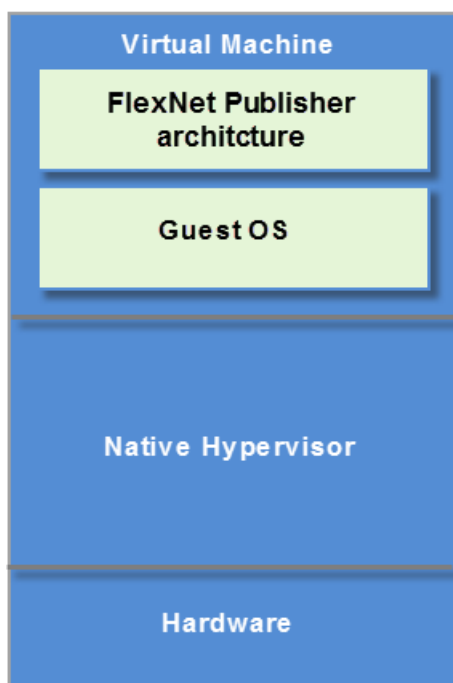 Virtual Machine
FlexNet Publisher
architcture
Guest OS
Native Hypervisor
Hardware